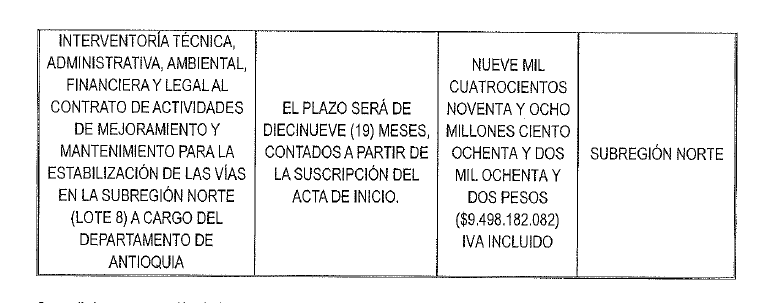 INTERVENTORÍA TÉCNICA,
ADMINISTRATIVA, AMBIENTAL,
FINANCIERA Y LEGAL AL
CONTRATO DE ACTIVIDADES
DE MEJORAMIENTO Y
MANTENIMIENTO PARA LA
ESTABILIZACIÓN DE LAS VÍAS
EN LA SUBREGIÓN NORTE
(LOTE 8) A CARGO DEL
DEPARTAMENTO DE
ANTIOQUIA
EL PLAZO SERÁ DE
DIECINUEVE (19) MESES,
CONTADOS A PARTIR DE
LA SUSCRIPCIÓN DEL
ACTA DE INICIO.
NUEVE MIL
CUATROCIENTOS
NOVENTA Y OCHO
MILLONES CIENTO
OCHENTA Y DOS
MIL OCHENTA Y
DOS PESOS
($9.498.182.082)
IVA INCLUIDO
SUBREGIÓN NORTE